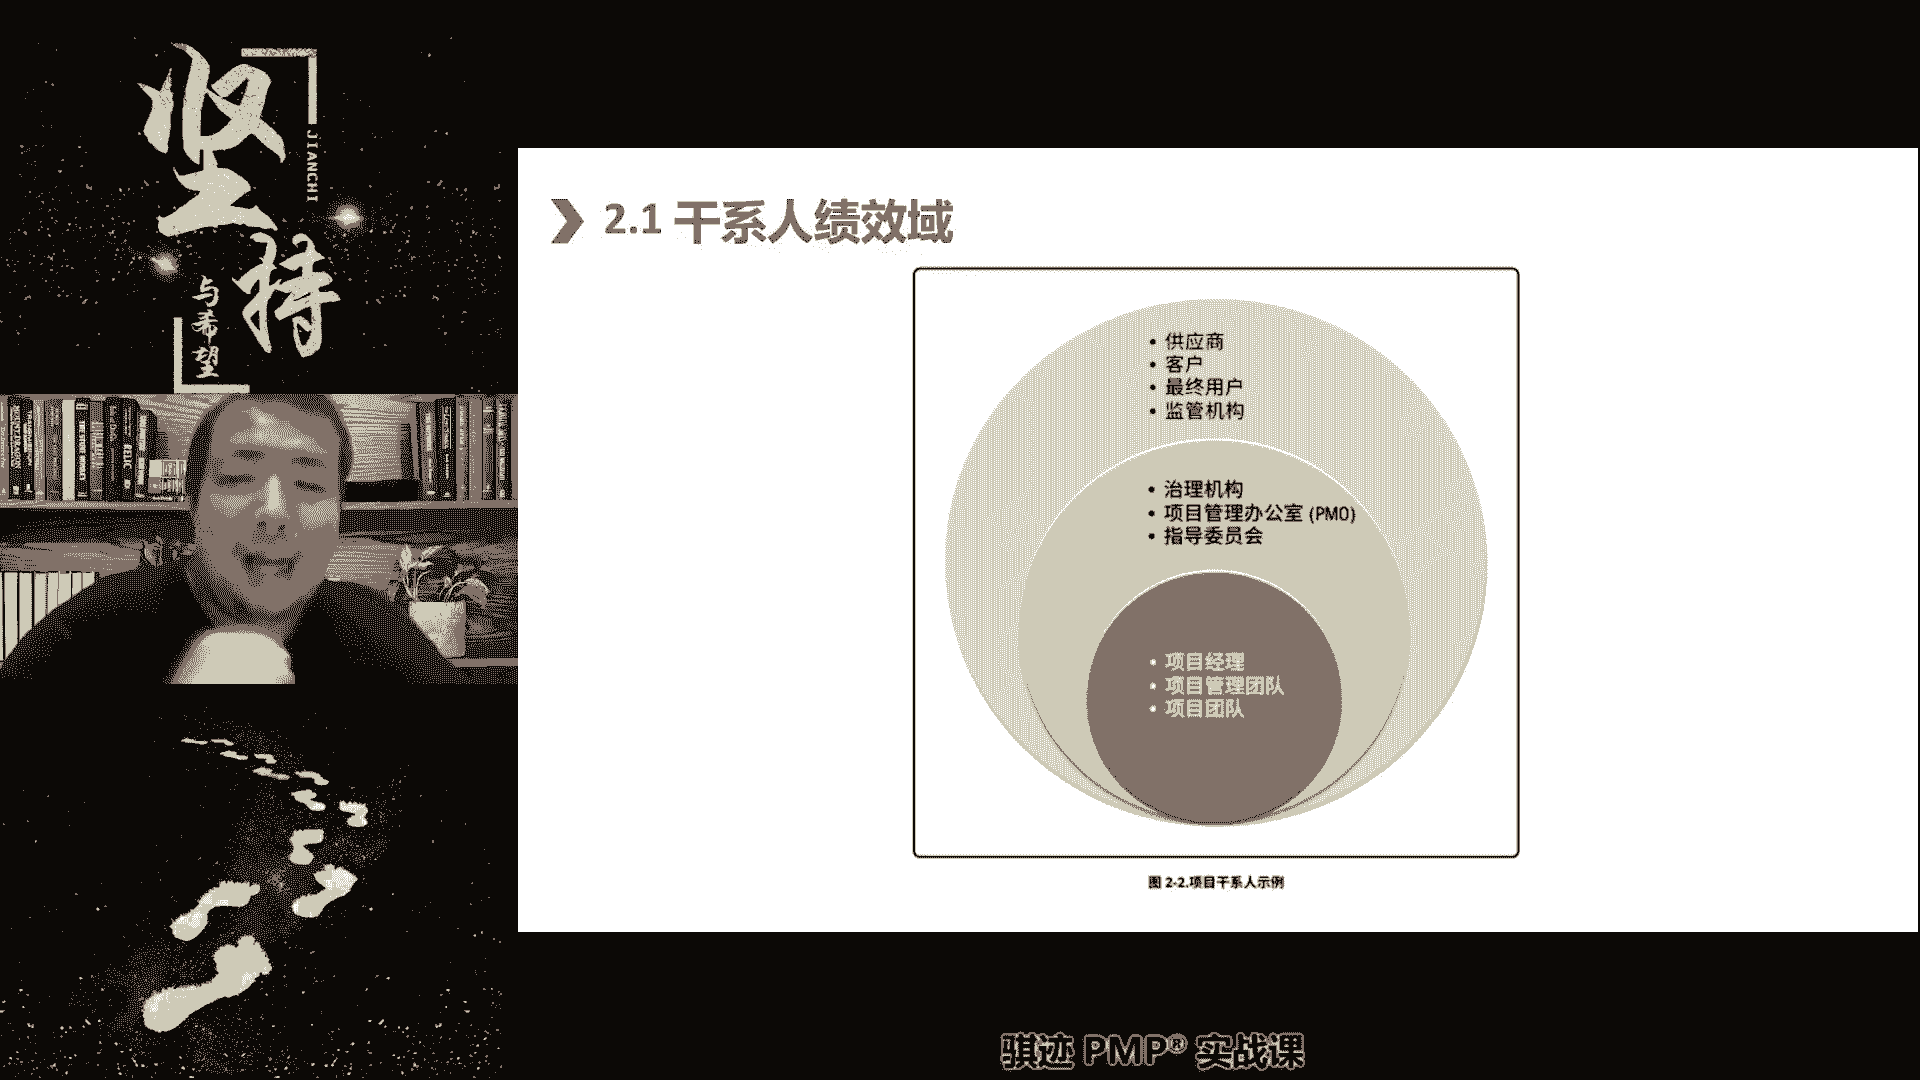 坚
持
JIANCHI
与希望
2.1 干系人绩效域
• 供应商
• 客户
• 最终用户
• 监管机构
• 治理机构
• 项目管理办公室 (PMO)
• 指导委员会
• 项目经理
• 项目管理团队
• 项目团队
图 2-2.项目干系人示例
骐迹 PMP® 实战课